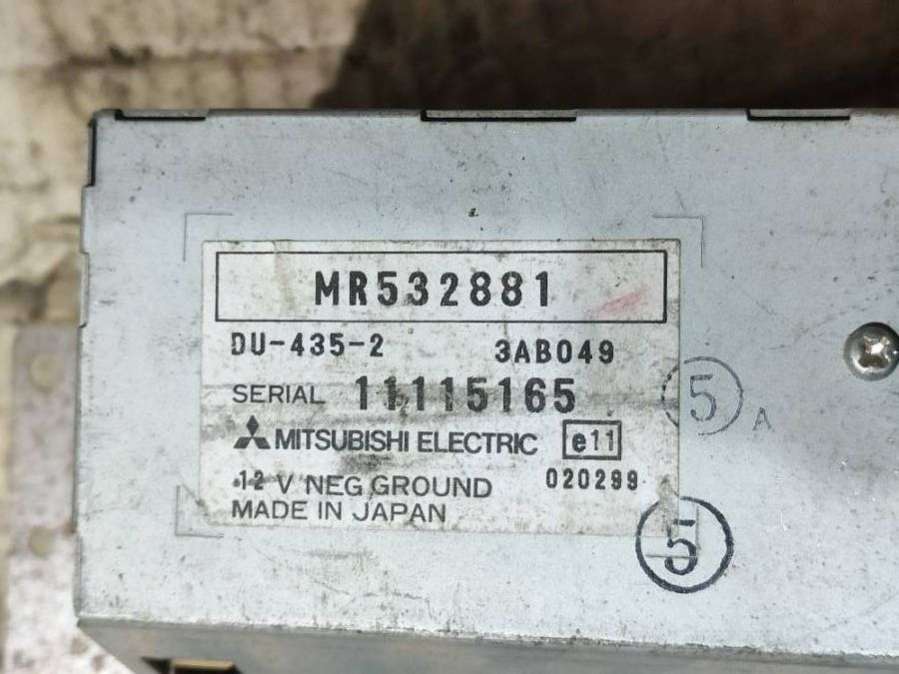 MR532881
DU-435-2 3AB049
SERIAL 11115165
MITSUBISHI ELECTRIC e11
12 V NEG GROUND 020299
MADE IN JAPAN
5 A
5